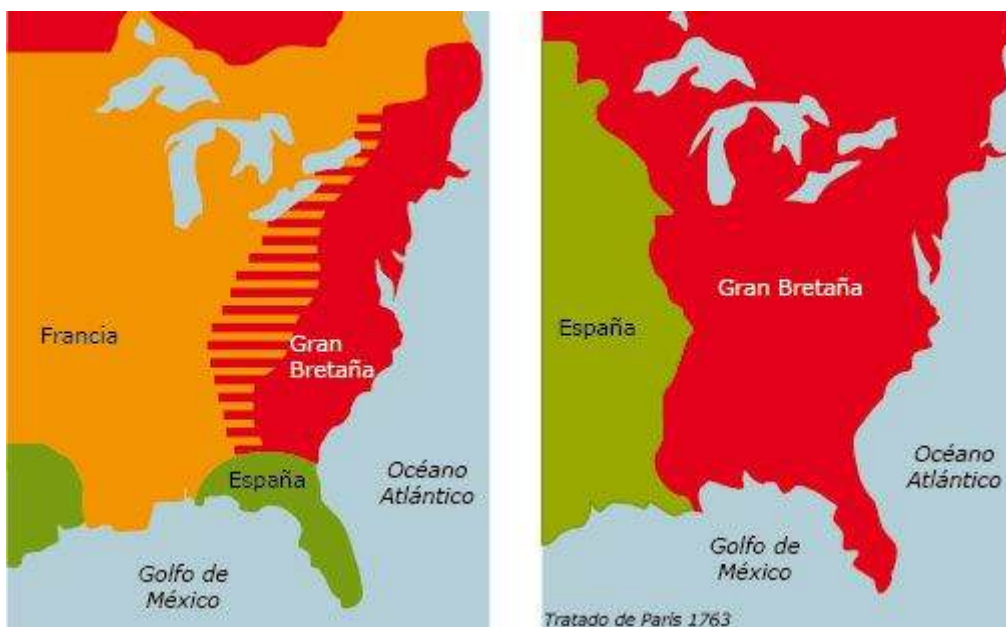 Francia
Gran
Bretaña
España
Océano
Atlántico
Golfo de
México
Gran Bretaña
España
Océano
Atlántico
Golfo de
México
Tratado de París 1763